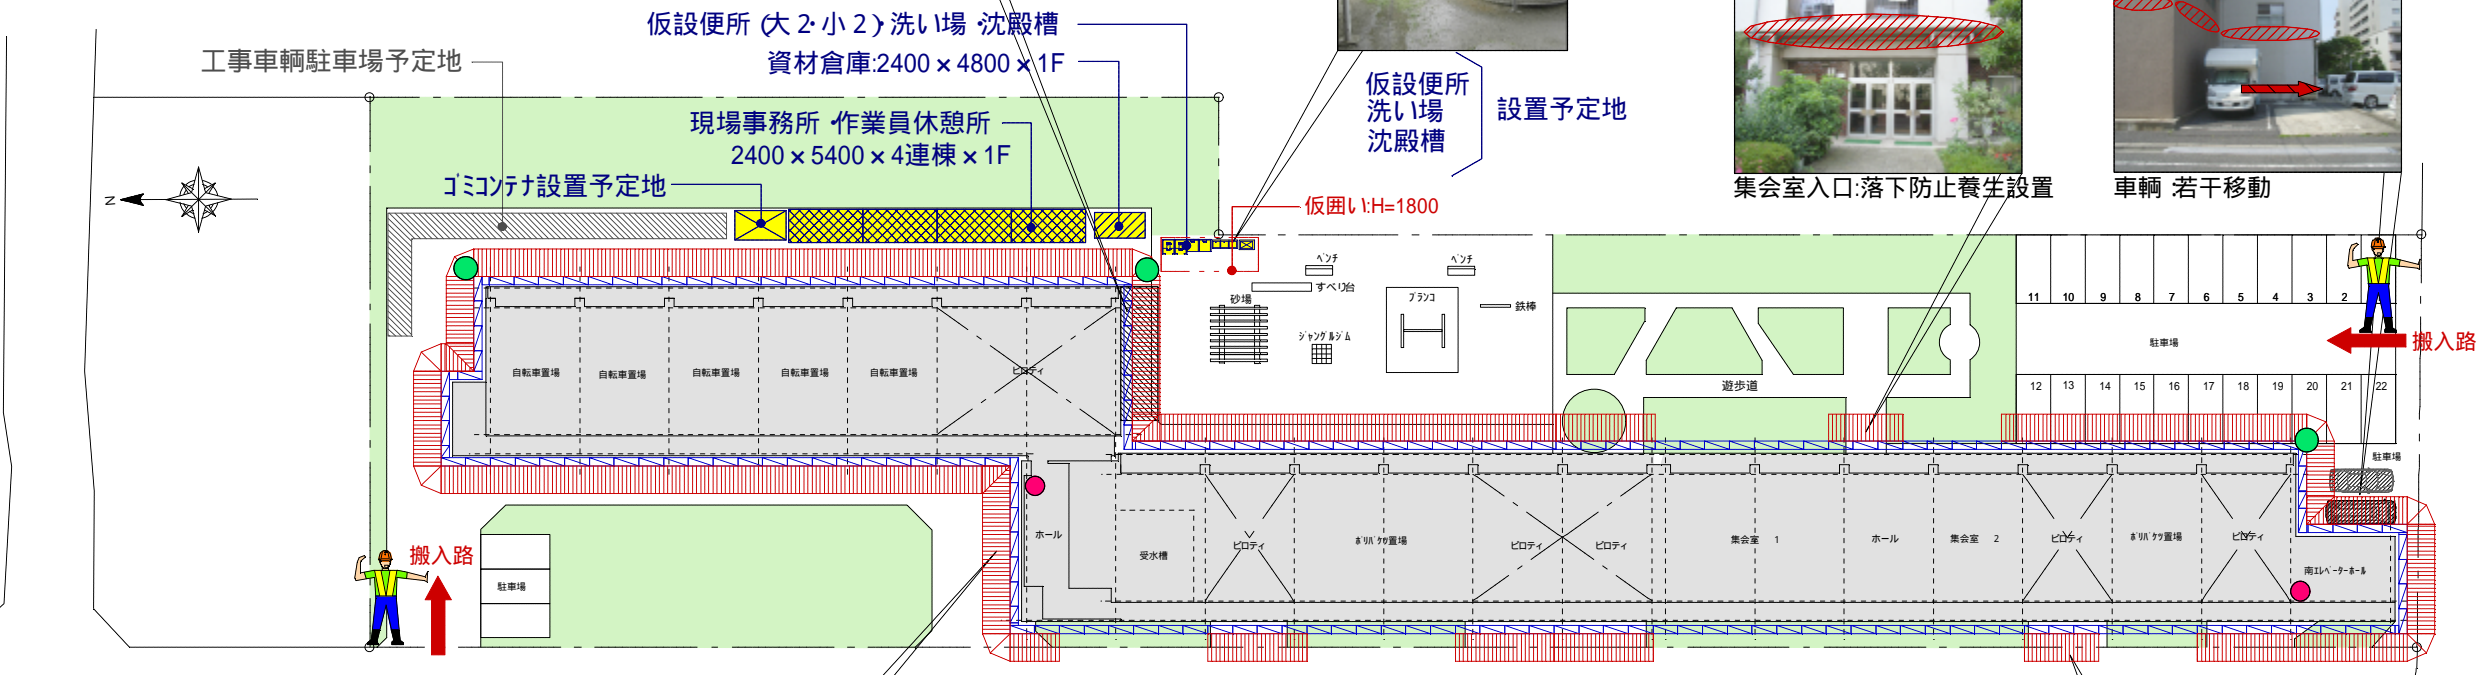 仮設便所 (大2・小2)・洗い場・沈殿槽
資材倉庫:2400×4800×1F
工事車輌駐車場予定地
現場事務所・作業員休憩所
2400×5400×4連棟×1F
ゴミコンテナ設置予定地
仮設便所
洗い場
沈殿槽
設置予定地
集会室入口:落下防止養生設置
車輌:若干移動
N
仮囲い:H=1800
ベンチ
ベンチ
すべり台
砂場
ブランコ
鉄棒
ジャングルジム
11 10 9 8 7 6 5 4 3 2
搬入路
駐車場
12 13 14 15 16 17 18 19 20 21 22
遊歩道
自転車置場
自転車置場
自転車置場
自転車置場
自転車置場
ピロティ
駐車場
ホール
受水槽
ピロティ
ポリバケツ置場
ピロティ
ピロティ
集会室 1
ホール
集会室 2
ピロティ
ポリバケツ置場
ピロティ
南エレベーターホール
搬入路
駐車場